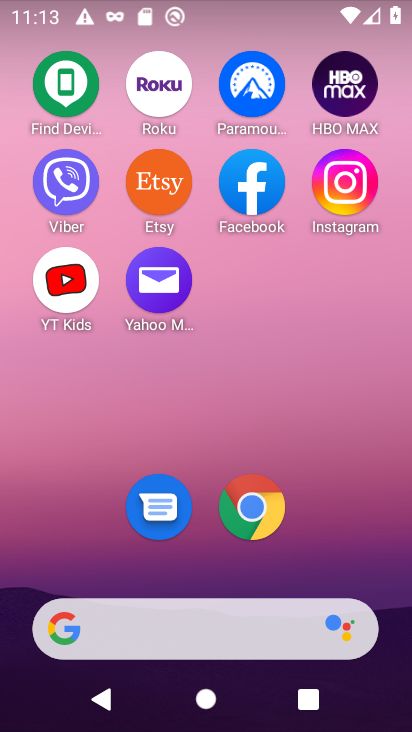 11:13
Find Devi...
Roku
Roku
Paramou...
HBO
max
HBO MAX
Viber
Etsy
Etsy
Facebook
Instagram
YT Kids
Yahoo M...